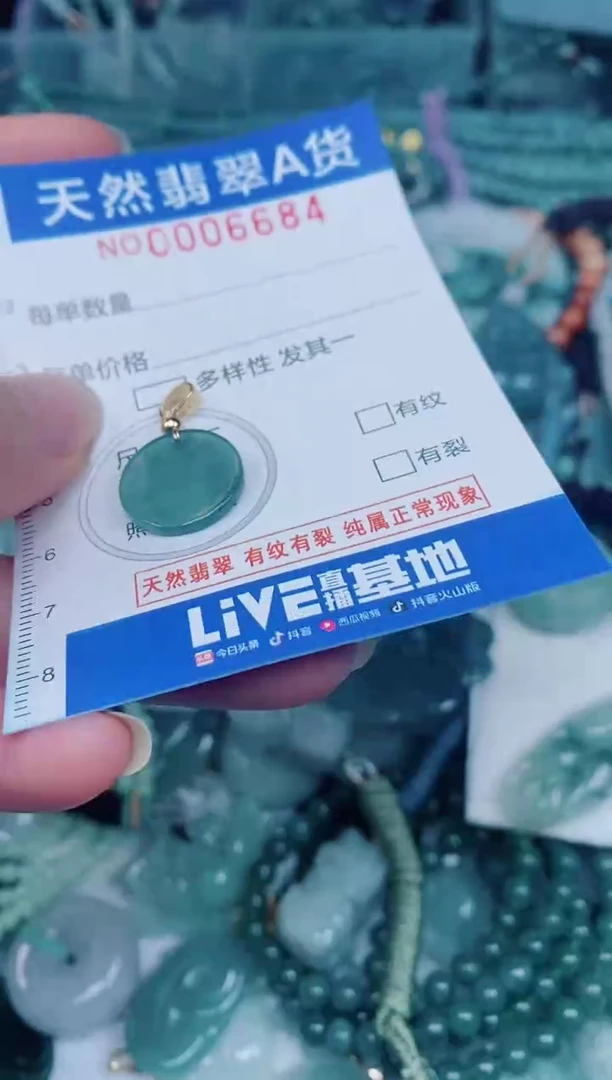 天然翡翠A货
NO0006684
每单数量
单价格
多样性 发其一
有纹
有裂
照
天然翡翠 有纹有裂 纯属正常现象
LiVE直播基地
今日头条 抖音 西瓜视频 抖音火山版
6
7
8